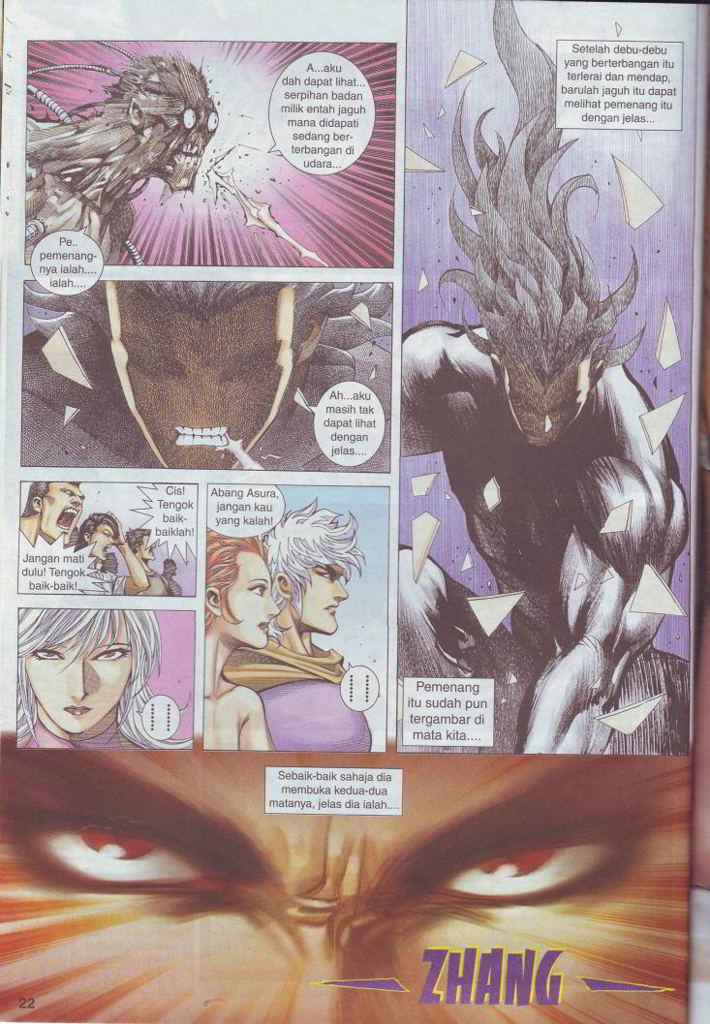 A...aku
dah dapat lihat...
serpihan badan
milik entah jaguh
mana didapati
sedang ber-
terbangan di
udara...
Pe..
pemenang-
nya ialah....
ialah....
Ah...aku
masih tak
dapat lihat
dengan
jelas....
Cis!
Tengok
baik-
baiklah!
Jangan mati
dulu! Tengok
baik-baik!
Abang Asura,
jangan kau
yang kalah!
Setelah debu-debu
yang berterbangan itu
terlerai dan mendap,
barulah jaguh itu dapat
melihat pemenang itu
dengan jelas...
Pemenang
itu sudah pun
tergambar di
mata kita....
Sebaik-baik sahaja dia
membuka kedua-dua
matanya, jelas dia ialah....
ZHANG
22